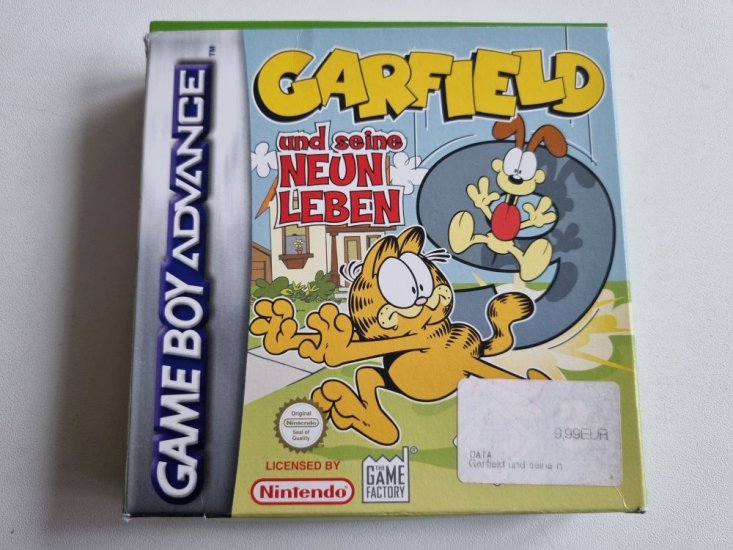 GAME BOY ADVANCE™
GARFIELD
und seine
NEUN
LEBEN
9
Original
Nintendo
Seal of
Quality
LICENSED BY
Nintendo
THE
GAME
FACTORY
9,99EUR
DATA
Garfield und seine n